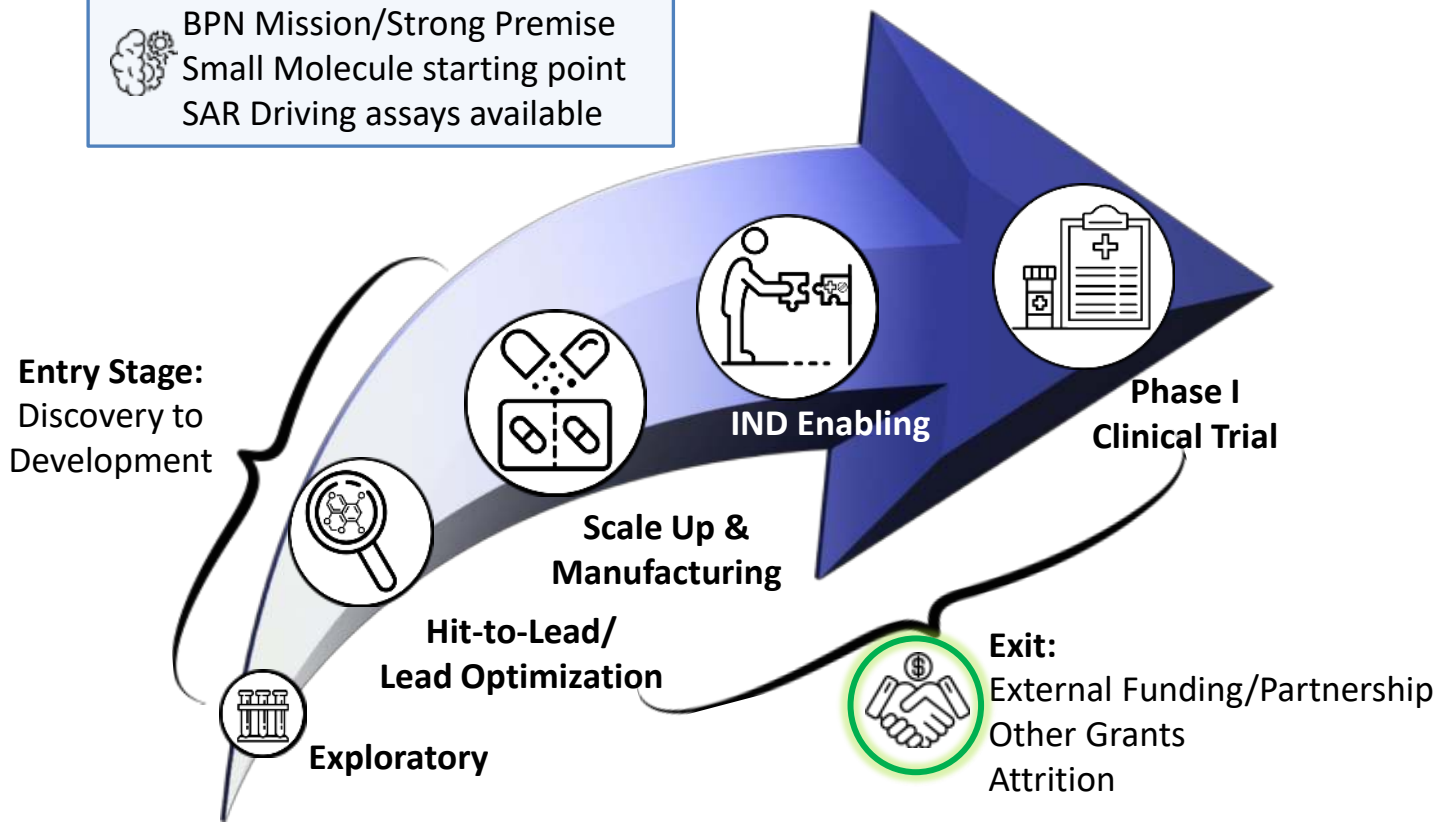 BPN Mission/Strong Premise
Small Molecule starting point
SAR Driving assays available
Entry Stage:
Discovery to
Development
IND Enabling
Phase I
Clinical Trial
Scale Up &
Manufacturing
Hit-to-Lead/
Lead Optimization
Exploratory
$
Exit:
External Funding/Partnership
Other Grants
Attrition